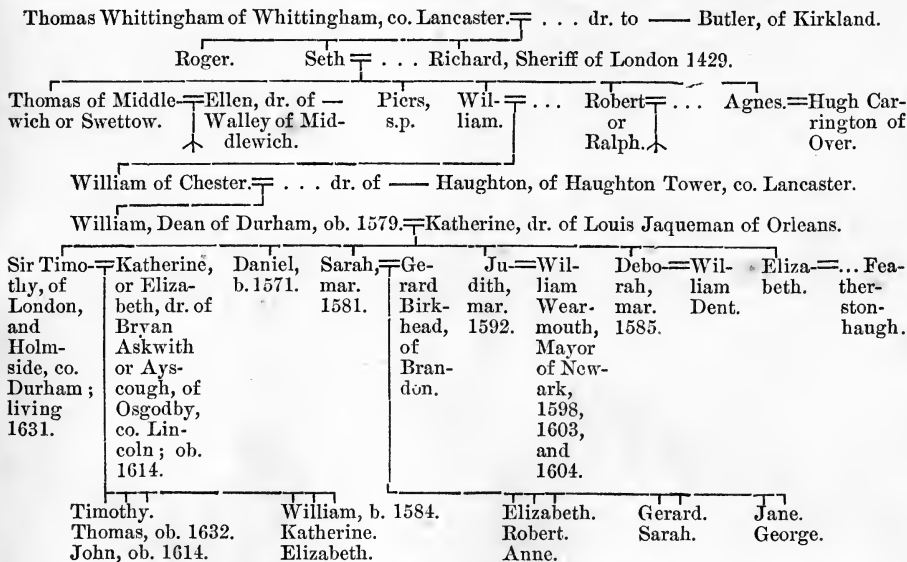 Thomas Whittingham of Whittingham, co. Lancaster. = . . . dr. to — Butler, of Kirkland.
Roger. Seth = . . . Richard, Sheriff of London 1429.
Thomas of Middle- = Ellen, dr. of — Piers, Wil- = ... Robert = ... Agnes. = Hugh Car-
wich or Swettow. Walley of Mid- s.p. liam. or rington of
dlewich. Ralph. Over.
William of Chester. = . . . dr. of — Haughton, of Haughton Tower, co. Lancaster.
William, Dean of Durham, ob. 1579. = Katherine, dr. of Louis Jaqueman of Orleans.
Sir Timo- = Katherine,
thy, of or Eliza-
London, beth, dr. of
and Bryan
Holm- Askwith
side, co. or Ays-
Durham ; cough, of
living Osgodby,
1631. co. Lin-
coln ; ob.
1614.
Daniel,
b. 1571.
Sarah, = Ge-
mar. rard
1581. Birk-
head,
of
Bran-
don.
Ju- = Wil-
dith, liam
mar. Wear-
1592. mouth,
Mayor
of New-
ark,
1598,
1603,
and
1604.
Debo- = Wil-
rah, liam
mar. Dent.
1585.
Eliza- = ... Fea-
beth. ther-
ston-
haugh.
Timothy. William, b. 1584. Elizabeth. Gerard. Jane.
Thomas, ob. 1632. Katherine. Robert. Sarah. George.
John, ob. 1614. Elizabeth. Anne.